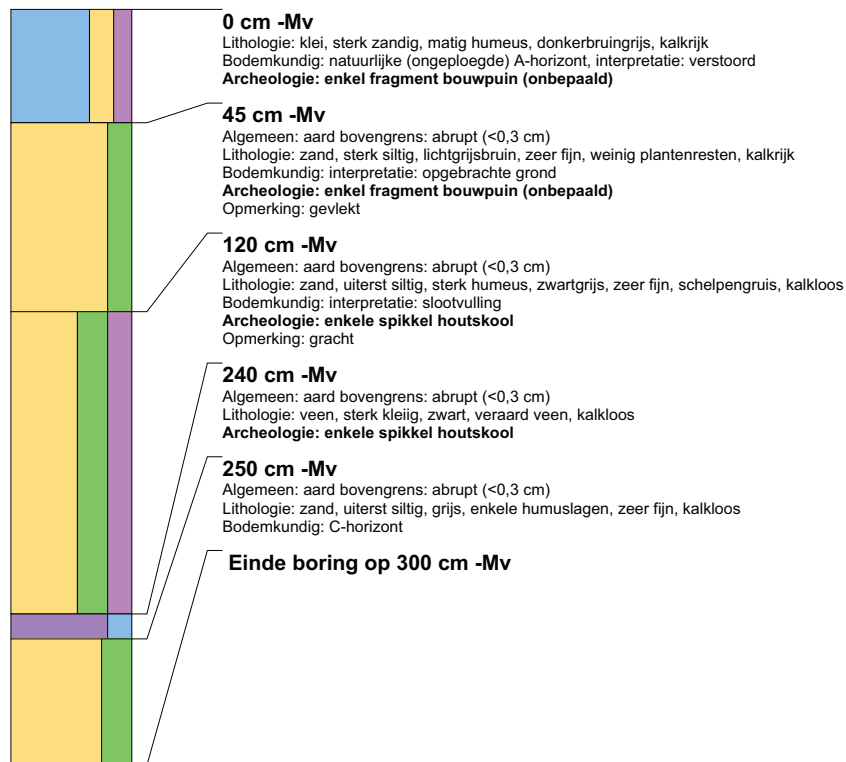 0 cm -Mv
Lithologie: klei, sterk zandig, matig humeus, donkerbruingrijs, kalkrijk
Bodemkundig: natuurlijke (ongeploegde) A-horizont, interpretatie: verstoord
Archeologie: enkel fragment bouwpuin (onbepaald)
45 cm -Mv
Algemeen: aard bovengrens: abrupt (<0,3 cm)
Lithologie: zand, sterk siltig, lichtgrijsbruin, zeer fijn, weinig plantenresten, kalkrijk
Bodemkundig: interpretatie: opgebrachte grond
Archeologie: enkel fragment bouwpuin (onbepaald)
Opmerking: gevlekt
120 cm -Mv
Algemeen: aard bovengrens: abrupt (<0,3 cm)
Lithologie: zand, uiterst siltig, sterk humeus, zwartgrijs, zeer fijn, schelpengruis, kalkloos
Bodemkundig: interpretatie: slootvulling
Archeologie: enkele spikkel houtskool
Opmerking: gracht
240 cm -Mv
Algemeen: aard bovengrens: abrupt (<0,3 cm)
Lithologie: veen, sterk kleiig, zwart, veraard veen, kalkloos
Archeologie: enkele spikkel houtskool
250 cm -Mv
Algemeen: aard bovengrens: abrupt (<0,3 cm)
Lithologie: zand, uiterst siltig, grijs, enkele humuslagen, zeer fijn, kalkloos
Bodemkundig: C-horizont
Einde boring op 300 cm -Mv